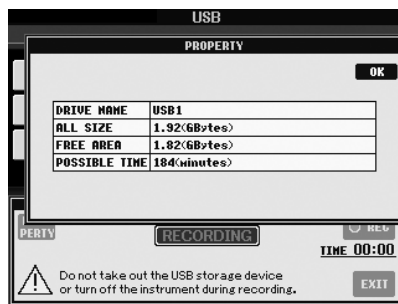 USB
PROPERTY
OK
DRIVE NAME USB1
ALL SIZE 1.92(GBytes)
FREE AREA 1.82(GBytes)
POSSIBLE TIME 184(minutes)
PERTY
RECORDING
REC
TIME 00:00
Do not take out the USB storage device
or turn off the instrument during recording.
EXIT